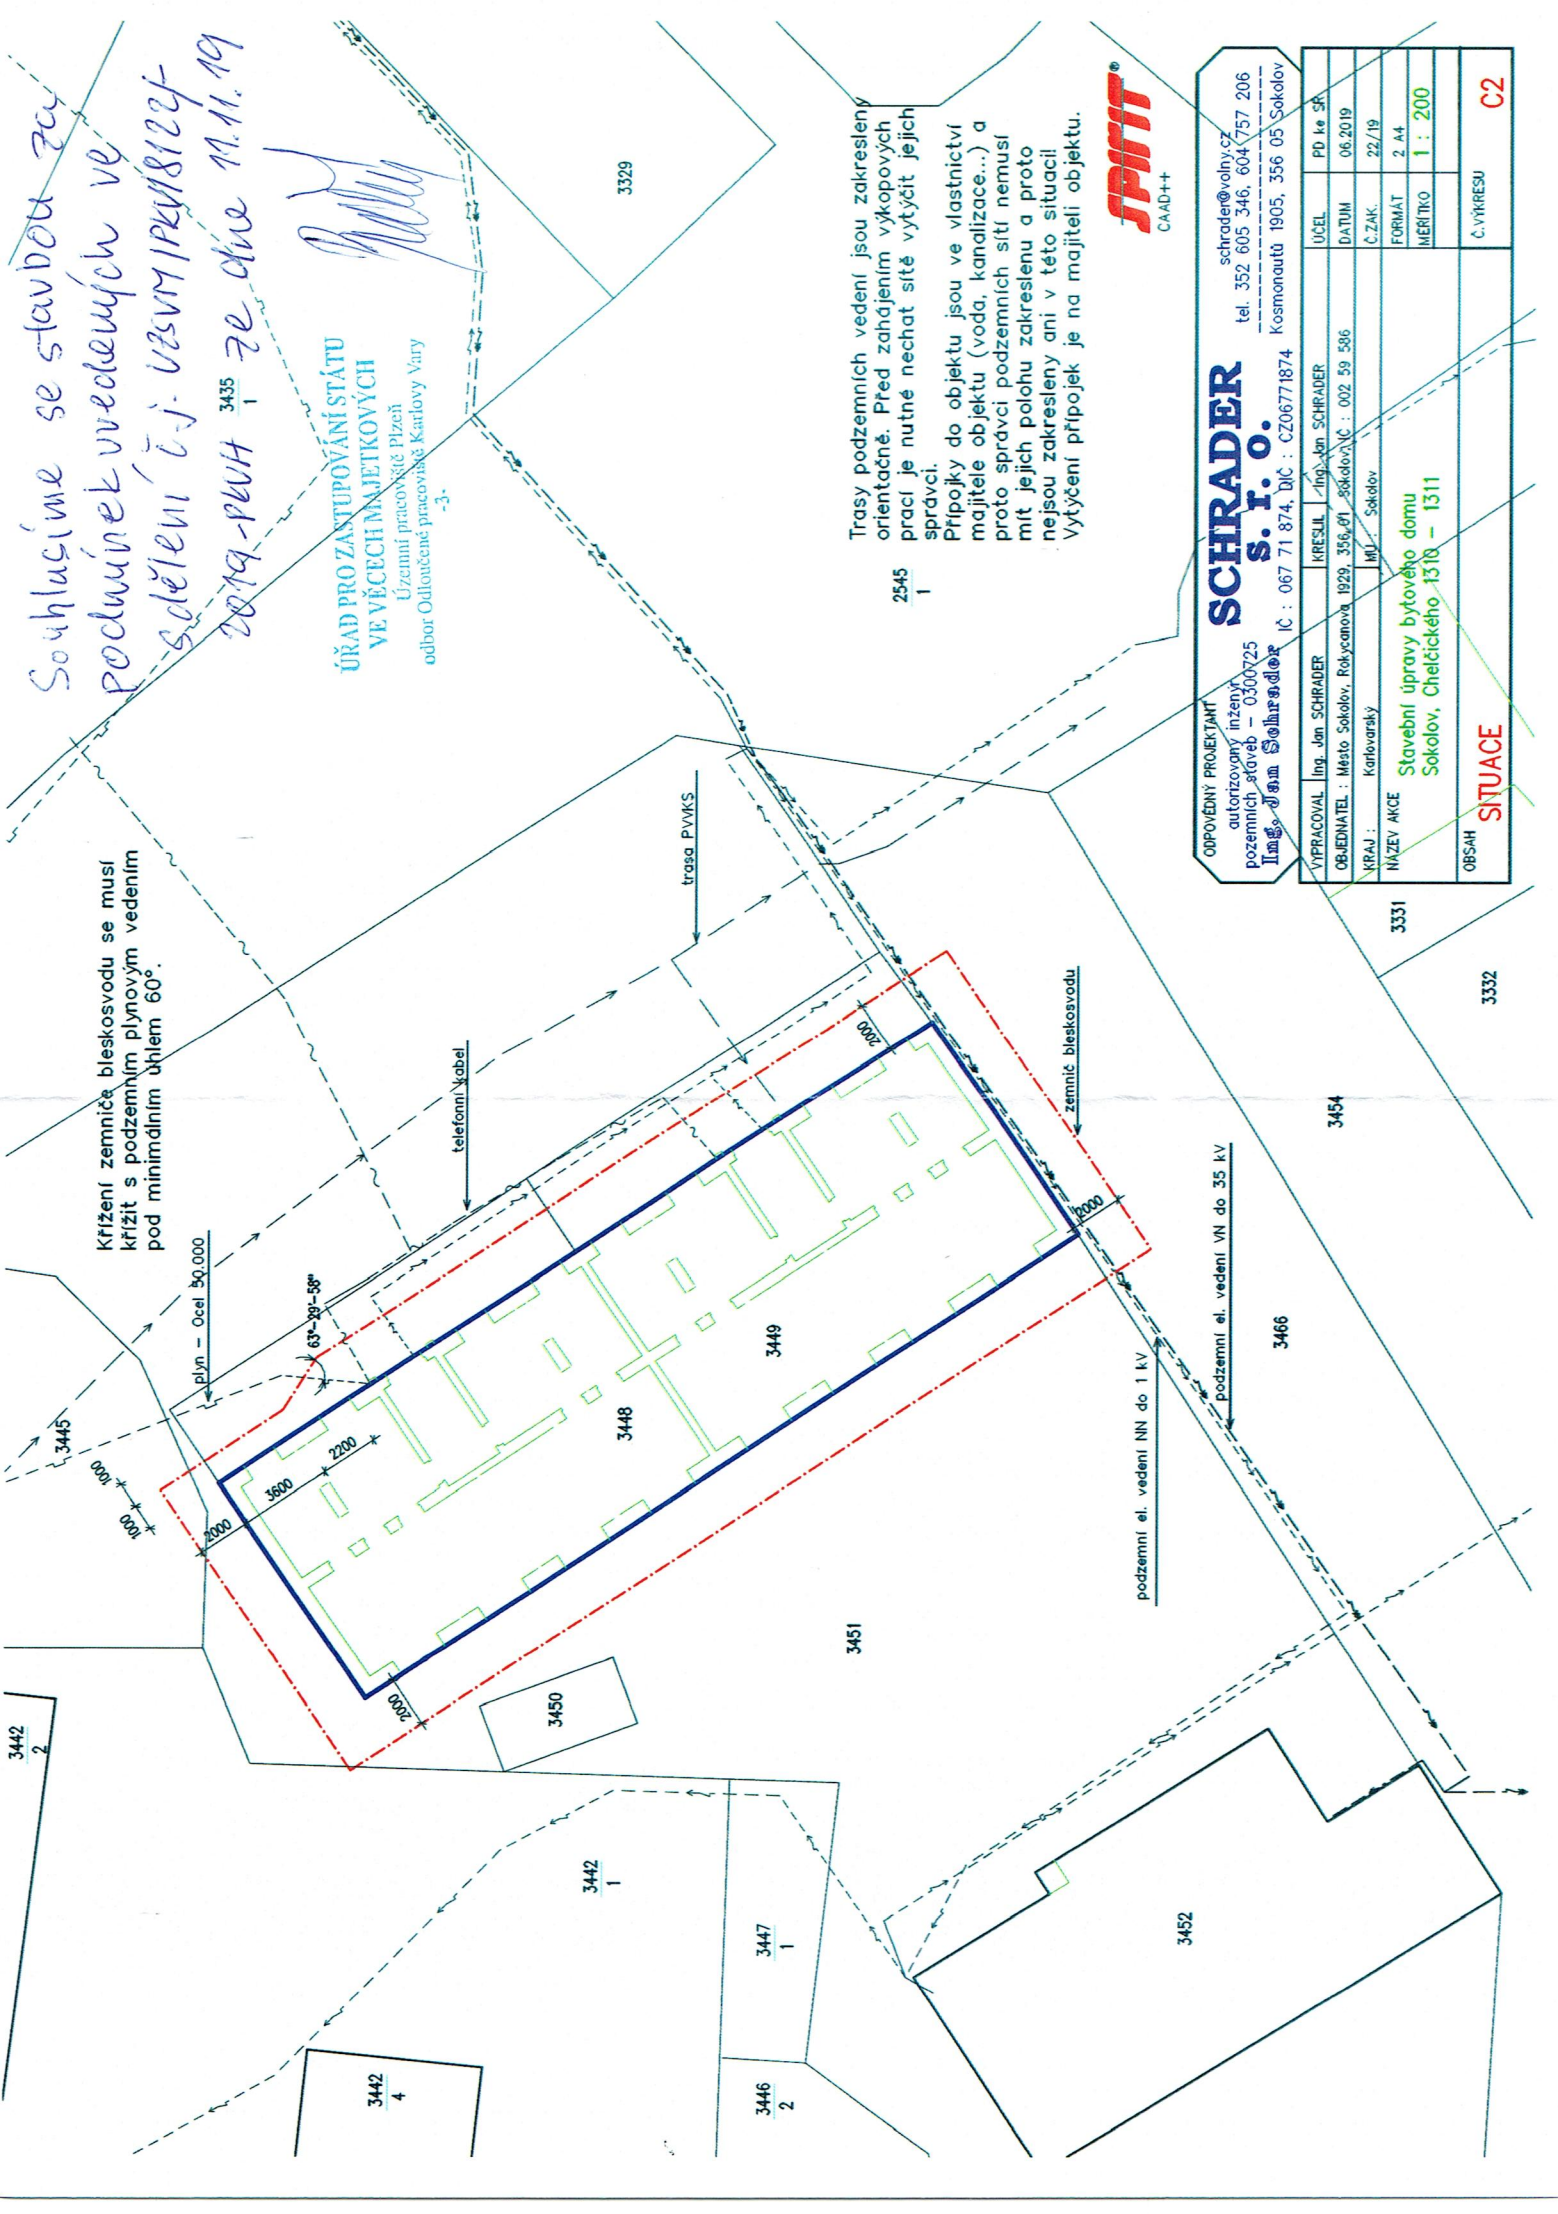 Souhlasíme se stavbou za
podmínek uvedených ve
Sdělení č.j. UZSVM/PKV/8122/
2019-PKVH ze dne 11.11.19
3435
1
ÚŘAD PRO ZASTUPOVÁNÍ STÁTU
VE VĚCECH MAJETKOVÝCH
Územní pracoviště Plzeň
odbor Odloučené pracoviště Karlovy Vary
-3-
3329
Křížení zemniče bleskosvodu se musí
křížit s podzemním plynovým vedením
pod minimálním úhlem 60°.
plyn - Ocel 50.000
63°-29'-58"
telefonní kabel
trasa PVVKS
Trasy podzemních vedení jsou zakresleny
orientačně. Před zahájením výkopových
prací je nutné nechat sítě vytýčit jejich
správci.
Přípojky do objektu jsou ve vlastnictví
majitele objektu (voda, kanalizace...) a
proto správci podzemních sítí nemusí
mít jejich polohu zakreslenu a proto
nejsou zakresleny ani v této situaci!
Vytýčení přípojek je na majiteli objektu.
2545
1
3445
1000
1000
2000
3600
2200
2000
2000
2000
3448
3449
zemnič bleskosvodu
podzemní el. vedení NN do 1 kV
podzemní el. vedení VN do 35 kV
3442
2
3450
3451
3442
1
3447
1
3442
4
3446
2
3452
3466
3454
3331
3332
SPIRIT®
CAAD++
ODPOVĚDNÝ PROJEKTANT
autorizovaný inženýr
pozemních staveb - 0300725
Ing. Jan Schrader
SCHRADER
s. r. o.
IČ : 067 71 874, DIČ : CZ06771874
schrader@volny.cz
tel. 352 605 346, 604 757 206
Kosmonautů 1905, 356 05 Sokolov
VYPRACOVAL Ing. Jan SCHRADER KRESLIL Ing. Jan SCHRADER
OBJEDNATEL : Město Sokolov, Rokycanova 1929, 356 01 Sokolov, IČ : 002 59 586
KRAJ : Karlovarský MÚ : Sokolov
NÁZEV AKCE
Stavební úpravy bytového domu
Sokolov, Chelčického 1310 - 1311
OBSAH
SITUACE
ÚČEL PD ke SŘ
DATUM 06.2019
Č.ZAK. 22/19
FORMÁT 2 A4
MĚŘÍTKO 1 : 200
Č.VÝKRESU
C2